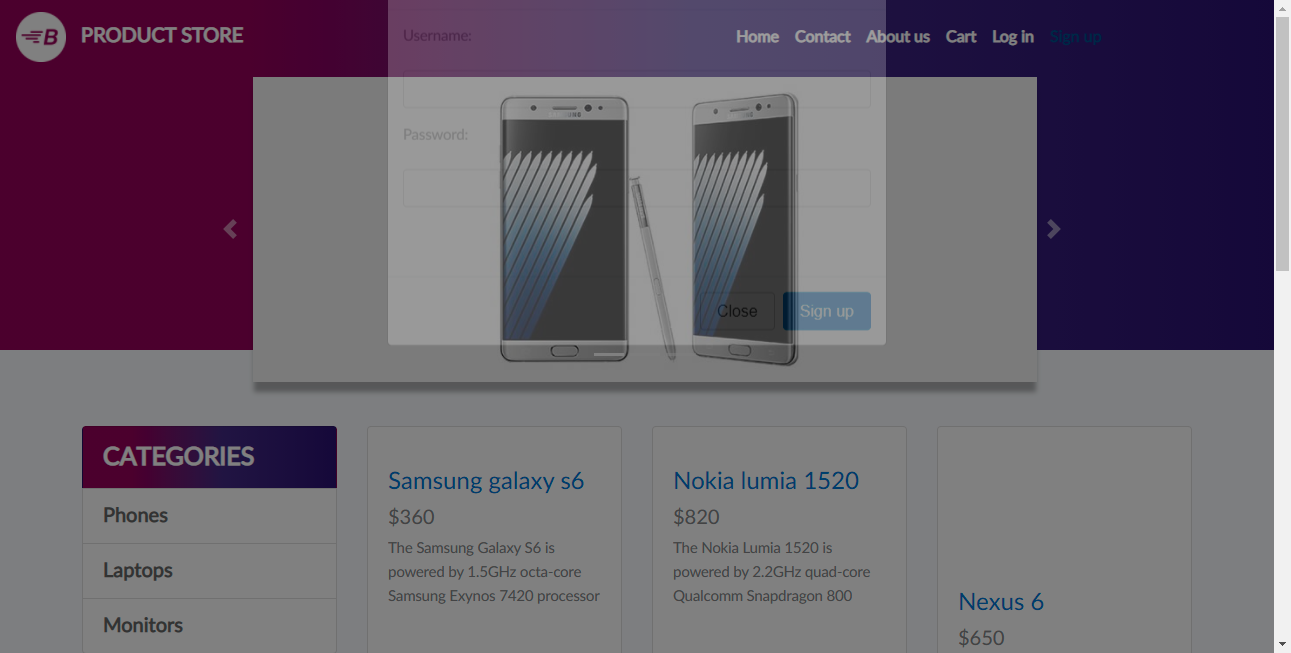 B PRODUCT STORE
Home Contact About us Cart Log in Sign up
Username:
Password:
SAMSUNG
Close Sign up
CATEGORIES
Phones
Laptops
Monitors
Samsung galaxy s6
$360
The Samsung Galaxy S6 is
powered by 1.5GHz octa-core
Samsung Exynos 7420 processor
Nokia lumia 1520
$820
The Nokia Lumia 1520 is
powered by 2.2GHz quad-core
Qualcomm Snapdragon 800
Nexus 6
$650